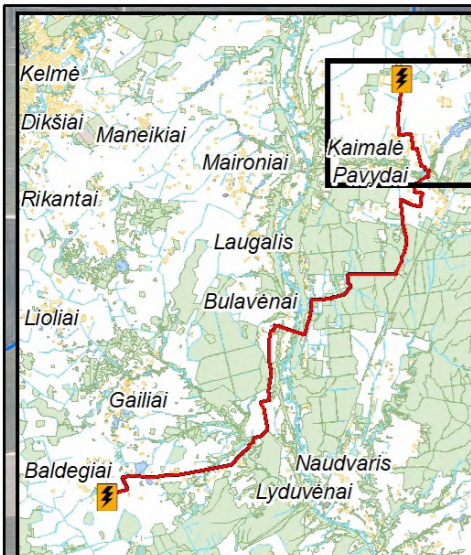 Kelmė
Dikšiai
Maneikiai
Kaimalė
Maironiai
Pavydai
Rikantai
Laugalis
Bulavėnai
Lioliai
Gailiai
Baldegiai
Naudvaris
Lyduvėnai